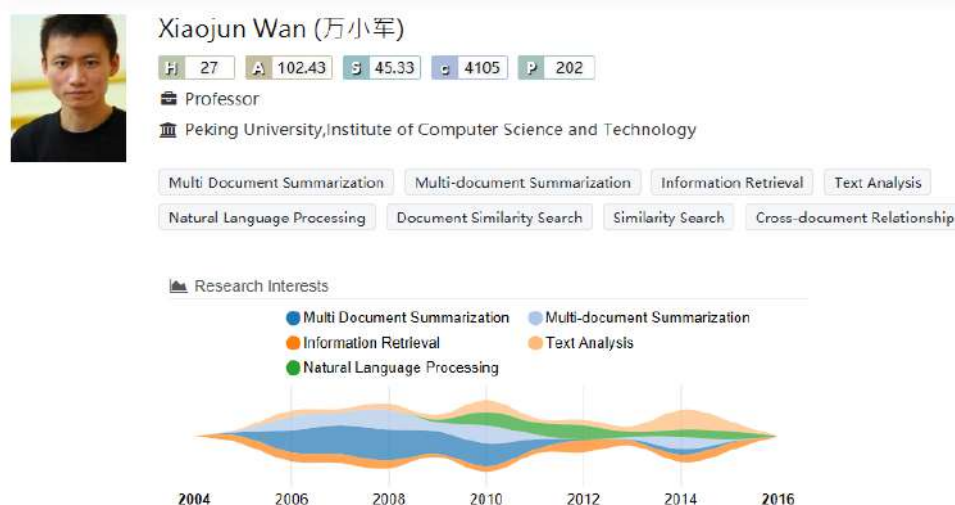 Xiaojun Wan (万小军)
H 27 A 102.43 S 45.33 c 4105 P 202
Professor
Peking University,Institute of Computer Science and Technology
Multi Document Summarization Multi-document Summarization Information Retrieval Text Analysis
Natural Language Processing Document Similarity Search Similarity Search Cross-document Relationship
Research Interests
Multi Document Summarization Multi-document Summarization
Information Retrieval Text Analysis
Natural Language Processing
2004 2006 2008 2010 2012 2014 2016